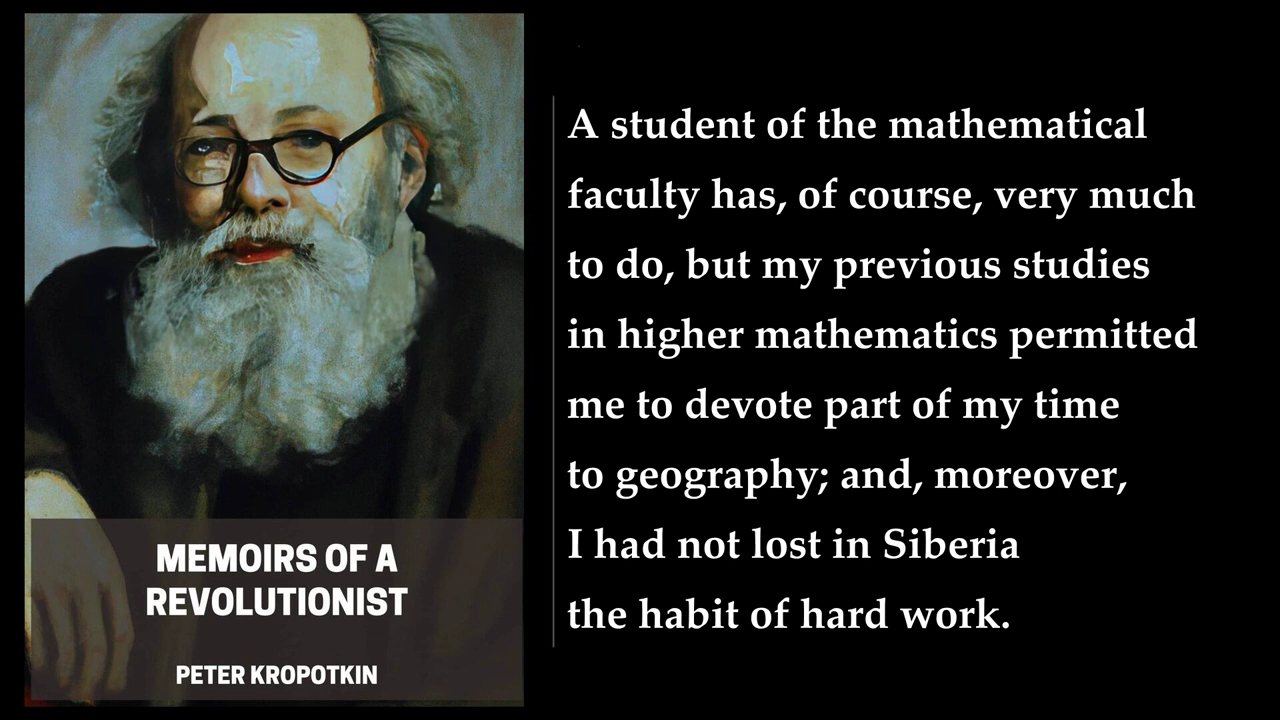 MEMOIRS OF A
REVOLUTIONIST
PETER KROPOTKIN
A student of the mathematical
faculty has, of course, very much
to do, but my previous studies
in higher mathematics permitted
me to devote part of my time
to geography; and, moreover,
I had not lost in Siberia
the habit of hard work.